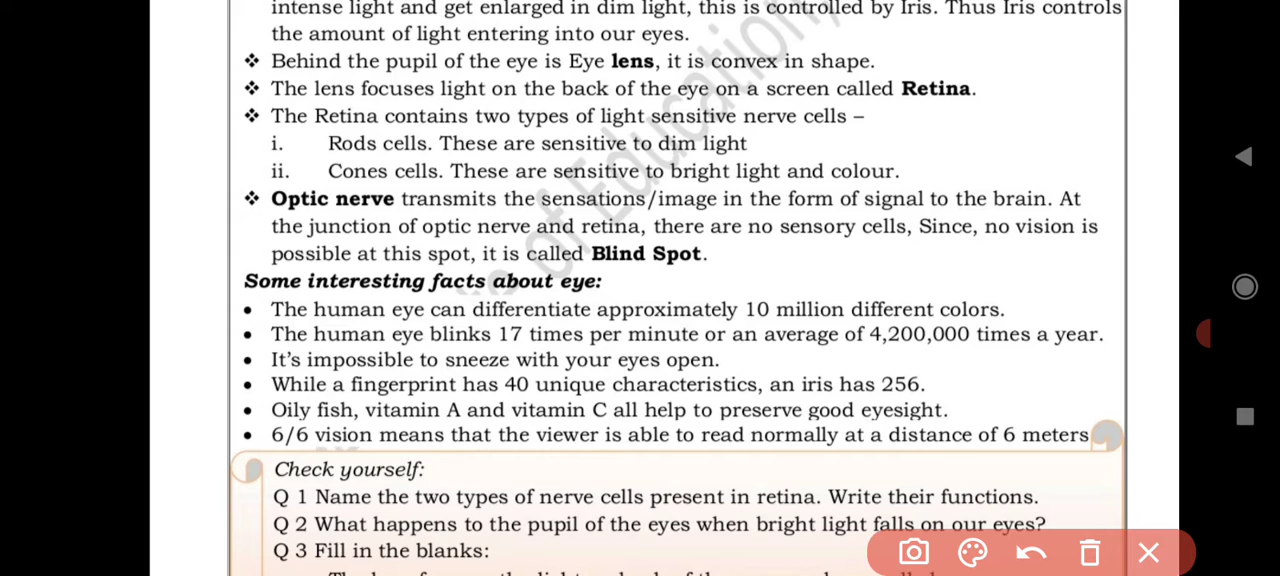 intense light and get enlarged in dim light, this is controlled by Iris. Thus Iris controls
the amount of light entering into our eyes.
❖ Behind the pupil of the eye is Eye lens, it is convex in shape.
❖ The lens focuses light on the back of the eye on a screen called Retina.
❖ The Retina contains two types of light sensitive nerve cells –
i. Rods cells. These are sensitive to dim light
ii. Cones cells. These are sensitive to bright light and colour.
❖ Optic nerve transmits the sensations/image in the form of signal to the brain. At
the junction of optic nerve and retina, there are no sensory cells, Since, no vision is
possible at this spot, it is called Blind Spot.
Some interesting facts about eye:
• The human eye can differentiate approximately 10 million different colors.
• The human eye blinks 17 times per minute or an average of 4,200,000 times a year.
• It's impossible to sneeze with your eyes open.
• While a fingerprint has 40 unique characteristics, an iris has 256.
• Oily fish, vitamin A and vitamin C all help to preserve good eyesight.
• 6/6 vision means that the viewer is able to read normally at a distance of 6 meters
Check yourself:
Q 1 Name the two types of nerve cells present in retina. Write their functions.
Q 2 What happens to the pupil of the eyes when bright light falls on our eyes?
Q 3 Fill in the blanks:
of Education